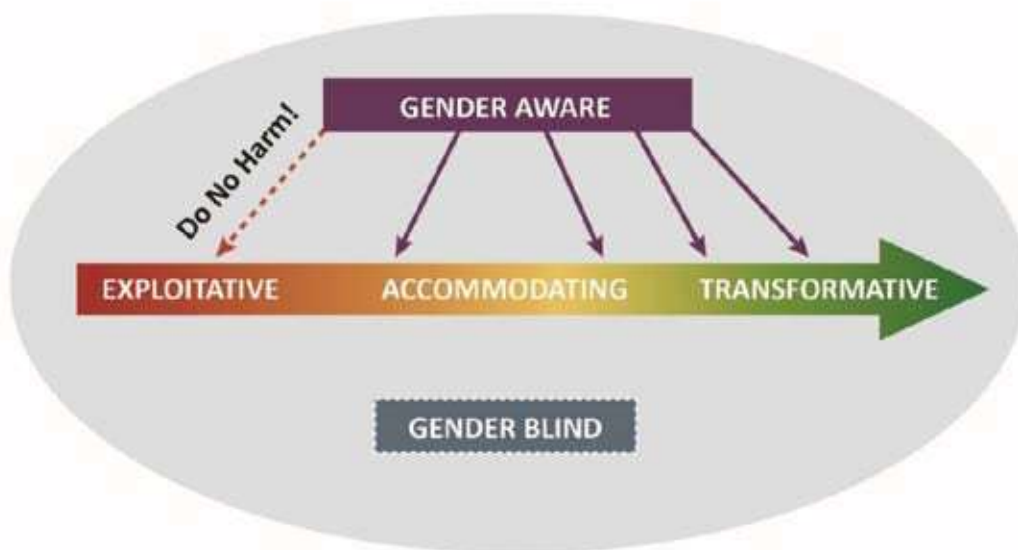 GENDER AWARE
Do No Harm!
EXPLOITATIVE ACCOMMODATING TRANSFORMATIVE
GENDER BLIND